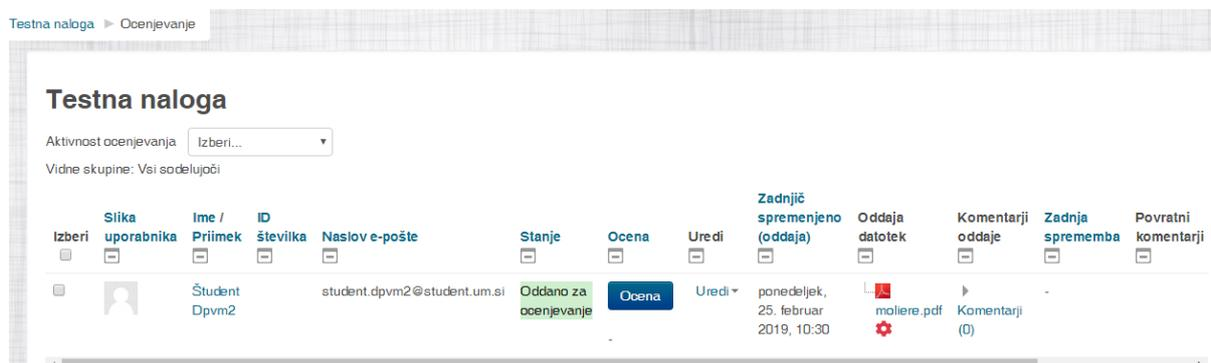 Testna naloga ► Ocenjevanje
Testna naloga
Aktivnost ocenjevanja Izberi...
Vidne skupine: Vsi sodelujoči
Izberi
Slika uporabnika
Ime / Priimek
ID številka
Naslov e-pošte
Stanje
Ocena
Uredi
Zadnjič spremenjeno (oddaja)
Oddaja datotek
Komentarji oddaje
Zadnja sprememba
Povratni komentarji
Študent Dpvm2
student.dpvm2@student.um.si
Oddano za ocenjevanje
Ocena
-
Uredi
ponedeljek, 25. februar 2019, 10:30
moliere.pdf
Komentarji (0)
-